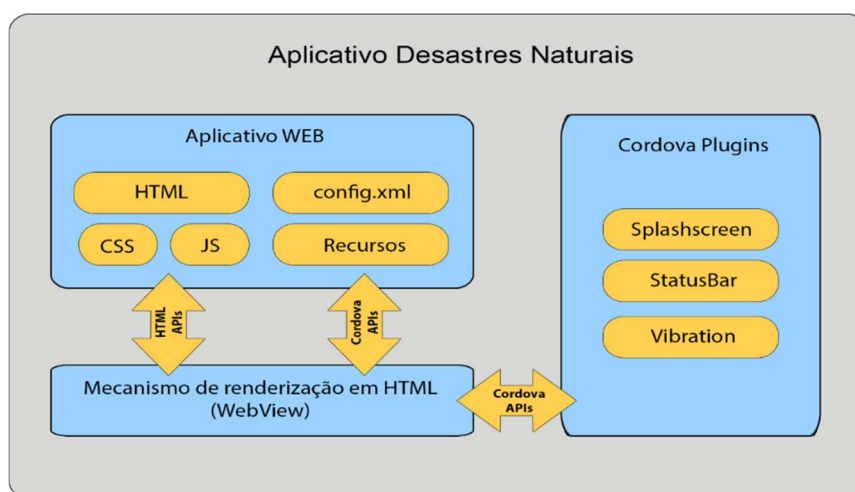 Aplicativo Desastres Naturais
Aplicativo WEB
HTML
config.xml
CSS
JS
Recursos
HTML
APIs
Cordova
APIs
Mecanismo de renderização em HTML
(WebView)
Cordova
APIs
Cordova Plugins
Splashscreen
StatusBar
Vibration